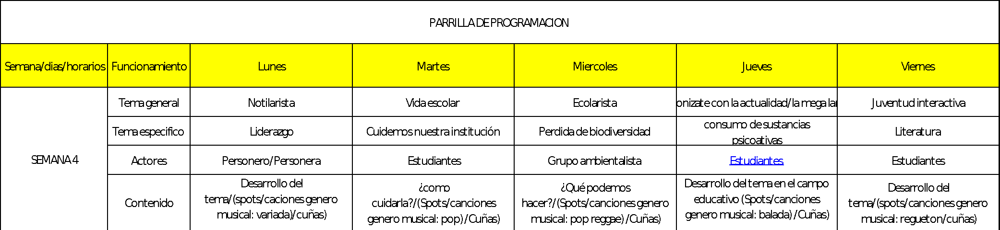 PARRILLA DE PROGRAMACION
Semana/dias/horarios Funcionamiento Lunes Martes Miercoles Jueves Viernes
SEMANA 4
Tema general Notilarista Vida escolar Ecolarista onizate con la actualidad/la mega lar Juventud interactiva
Tema especifico Liderazgo Cuidemos nuestra institución Perdida de biodiversidad consumo de sustancias
psicoativas Literatura
Actores Personero/Personera Estudiantes Grupo ambientalista Estudiantes Estudiantes
Contenido
Desarrollo del
tema/(spots/caciones genero
musical: variada)/cuñas)
¿como
cuidarla?/(Spots/canciones
genero musical: pop) /Cuñas)
¿Qué podemos
hacer?/(Spots/canciones genero
musical: pop reggae) /Cuñas)
Desarrollo del tema en el campo
educativo (Spots/canciones
genero musical: balada) /Cuñas)
Desarrollo del
tema/(spots/canciones genero
musical: regueton/cuñas)